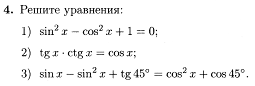 4. Решите уравнения:
1) sin² x − cos² x + 1 = 0;
2) tg x · ctg x = cos x;
3) sin x − sin² x + tg 45° = cos² x + cos 45°.